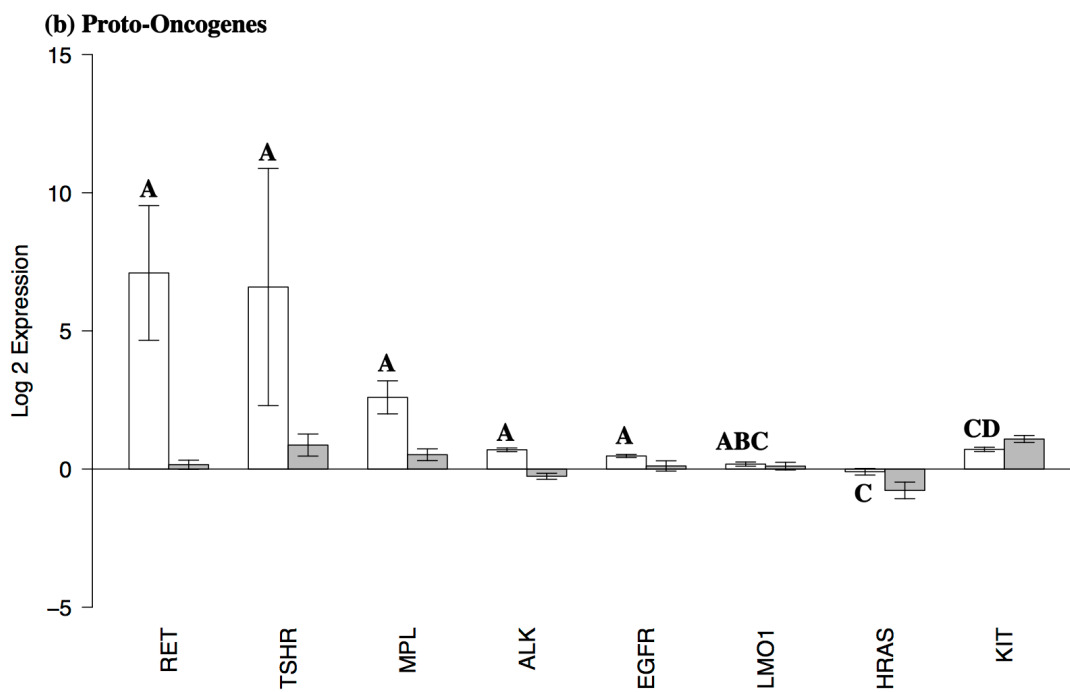 (b) Proto-Oncogenes
15
10
5
0
−5
Log 2 Expression
A
A
A
A
A
ABC
C
CD
RET
TSHR
MPL
ALK
EGFR
LMO1
HRAS
KIT